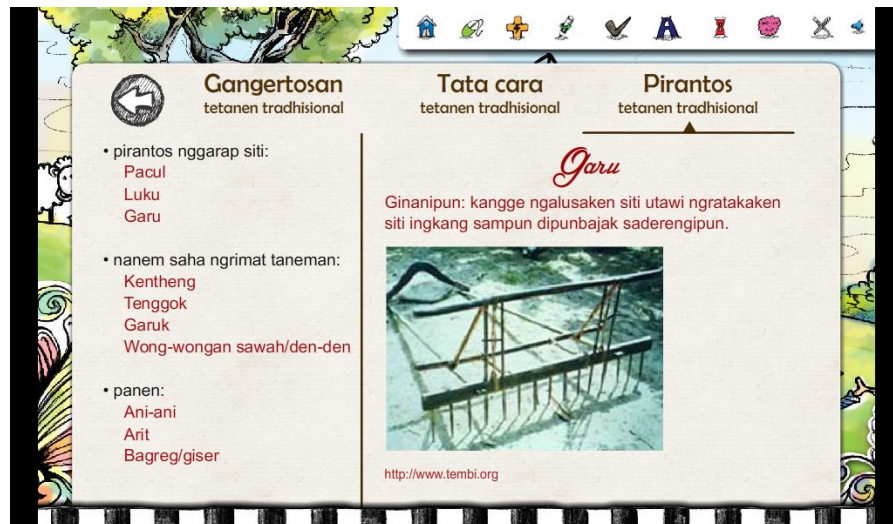 Gangertosan
tetanen tradhisional
Tata cara
tetanen tradhisional
Pirantos
tetanen tradhisional
• pirantos nggarap siti:
Pacul
Luku
Garu
• nanem saha ngrimat taneman:
Kentheng
Tenggok
Garuk
Wong-wongan sawah/den-den
• panen:
Ani-ani
Arit
Bagreg/giser
Garu
Ginanipun: kangge ngalusaken siti utawi ngratakaken
siti ingkang sampun dipunbajak saderengipun.
http://www.tembi.org